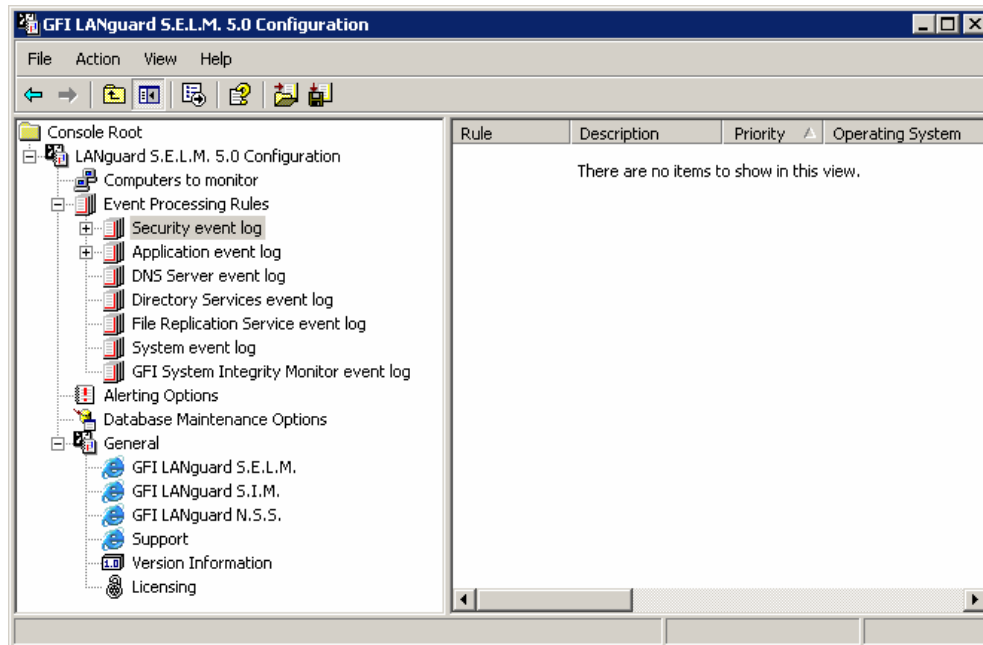 GFI LANguard S.E.L.M. 5.0 Configuration
File Action View Help
Console Root
LANguard S.E.L.M. 5.0 Configuration
Computers to monitor
Event Processing Rules
Security event log
Application event log
DNS Server event log
Directory Services event log
File Replication Service event log
System event log
GFI System Integrity Monitor event log
Alerting Options
Database Maintenance Options
General
GFI LANguard S.E.L.M.
GFI LANguard S.I.M.
GFI LANguard N.S.S.
Support
Version Information
Licensing
Rule Description Priority Operating System
There are no items to show in this view.